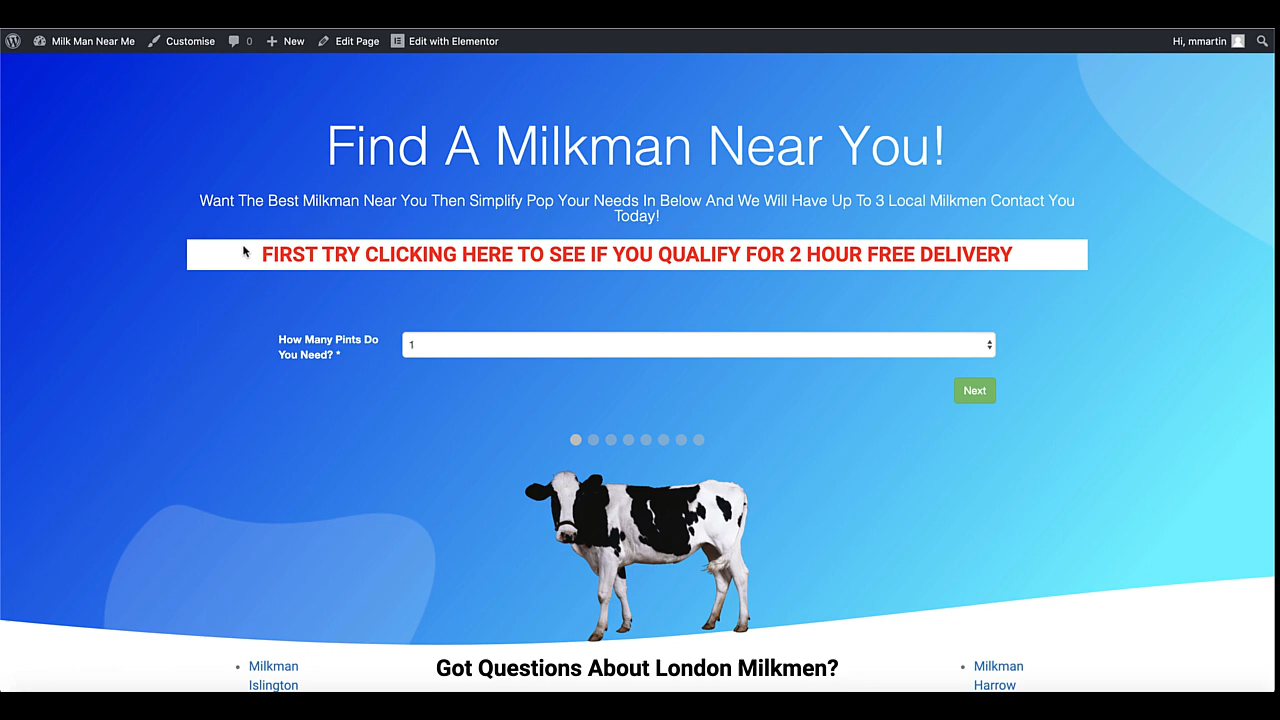 Milk Man Near Me Customise 0 New Edit Page Edit with Elementor Hi, mmartin
Find A Milkman Near You!
Want The Best Milkman Near You Then Simplify Pop Your Needs In Below And We Will Have Up To 3 Local Milkmen Contact You
Today!
FIRST TRY CLICKING HERE TO SEE IF YOU QUALIFY FOR 2 HOUR FREE DELIVERY
How Many Pints Do
You Need? *
1
Next
Got Questions About London Milkmen?
Milkman
Islington
Milkman
Harrow